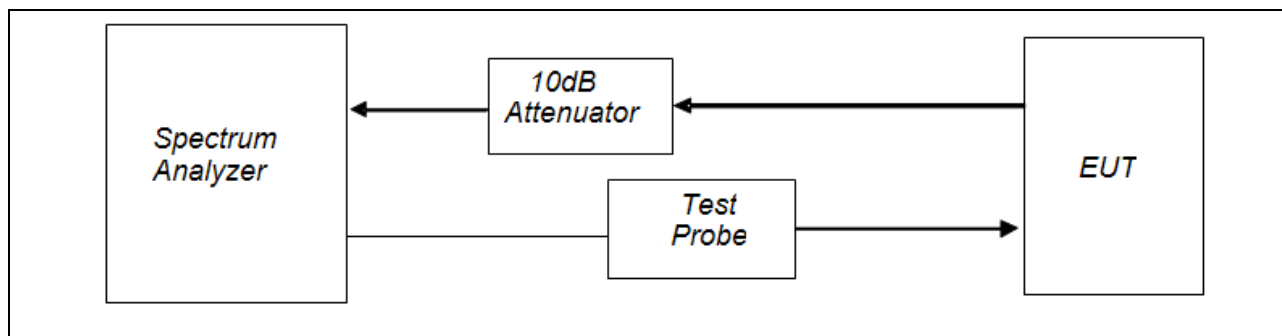 10dB
Attenuator
Spectrum
Analyzer
EUT
Test
Probe